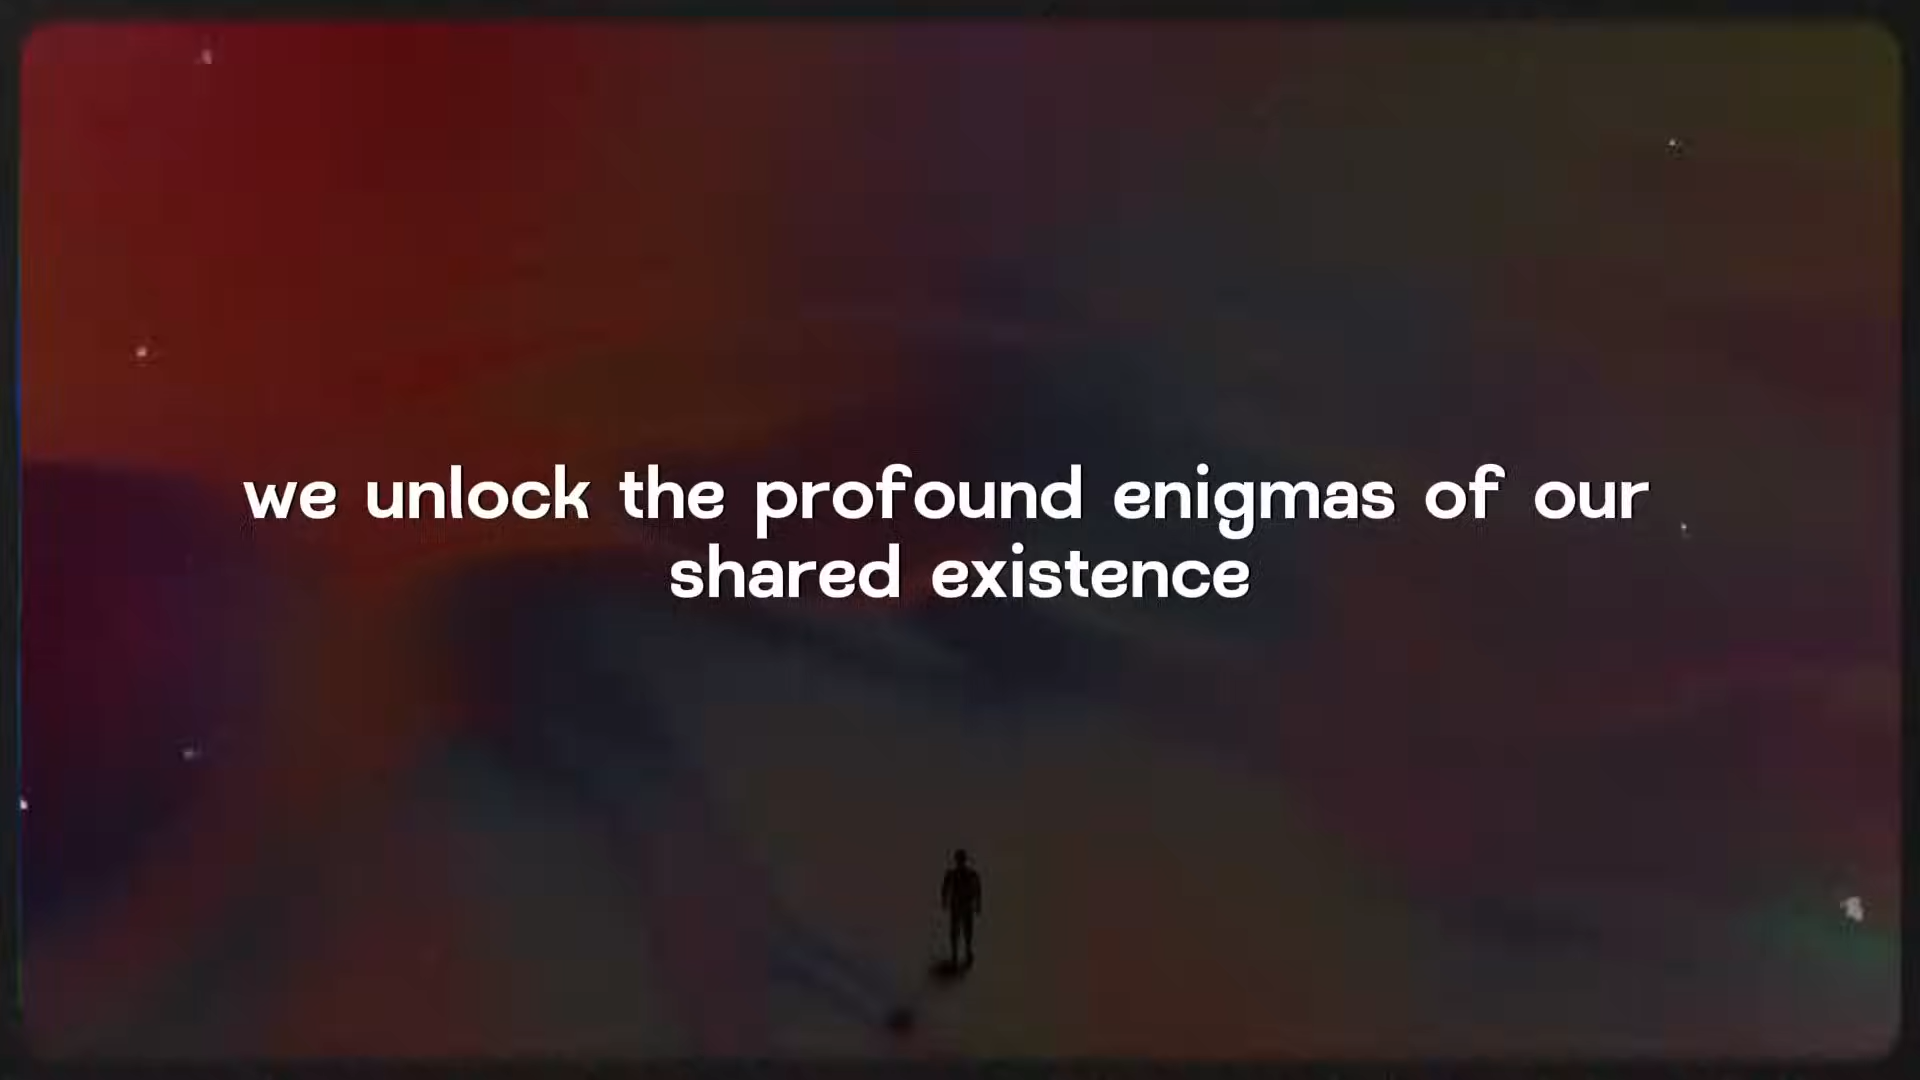 we unlock the profound enigmas of our
shared existence